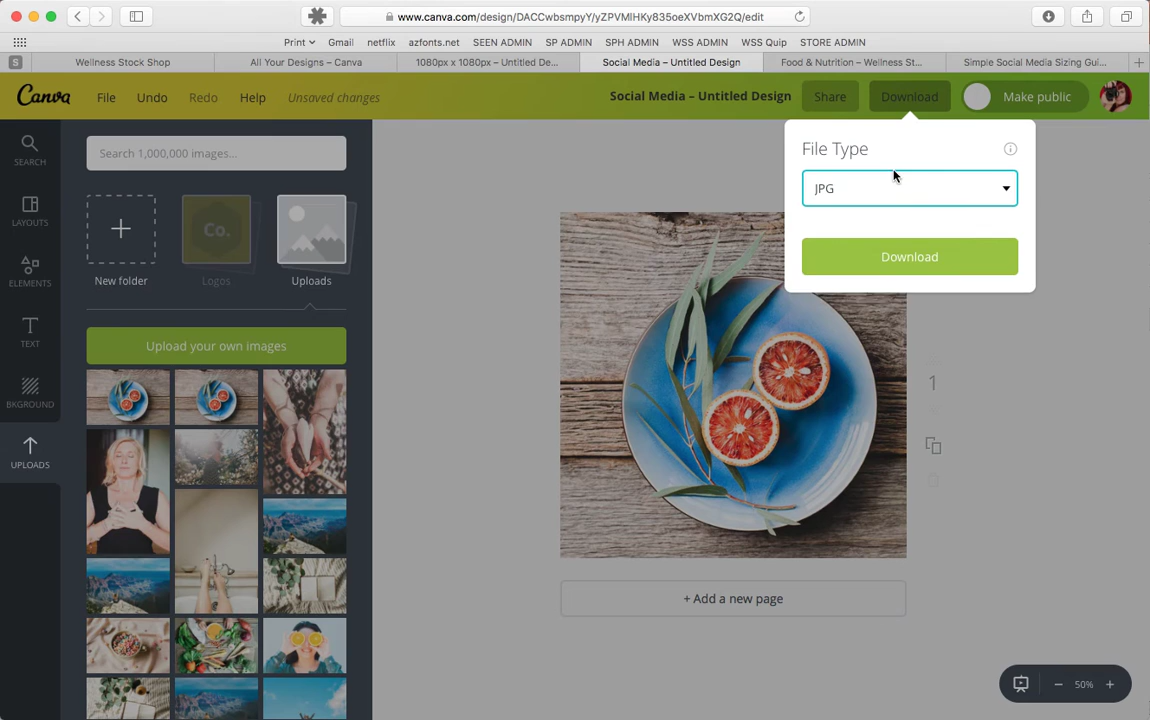 www.canva.com/design/DACCwbsmpyY/yZPVMlHKy835oeXVbmXG2Q/edit
Print Gmail netflix azfonts.net SEEN ADMIN SP ADMIN SPH ADMIN WSS ADMIN WSS Quip STORE ADMIN
S Wellness Stock Shop All Your Designs – Canva 1080px x 1080px – Untitled De... Social Media – Untitled Design Food & Nutrition – Wellness St... Simple Social Media Sizing Gui... +
Canva File Undo Redo Help Unsaved changes Social Media – Untitled Design Share Download Make public
SEARCH
LAYOUTS
ELEMENTS
TEXT
BKGROUND
UPLOADS
Search 1,000,000 images...
Co.
New folder Logos Uploads
Upload your own images
File Type
JPG
Download
1
+ Add a new page
− 50% +